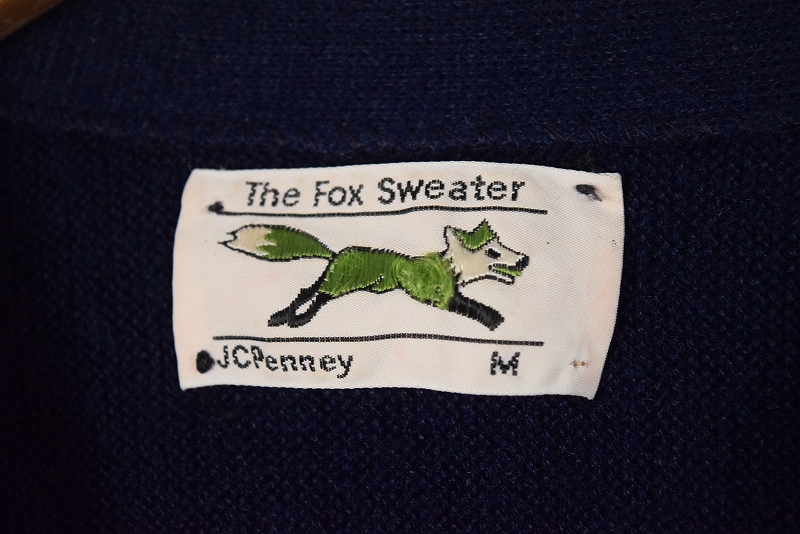 The Fox Sweater
JCPenney M